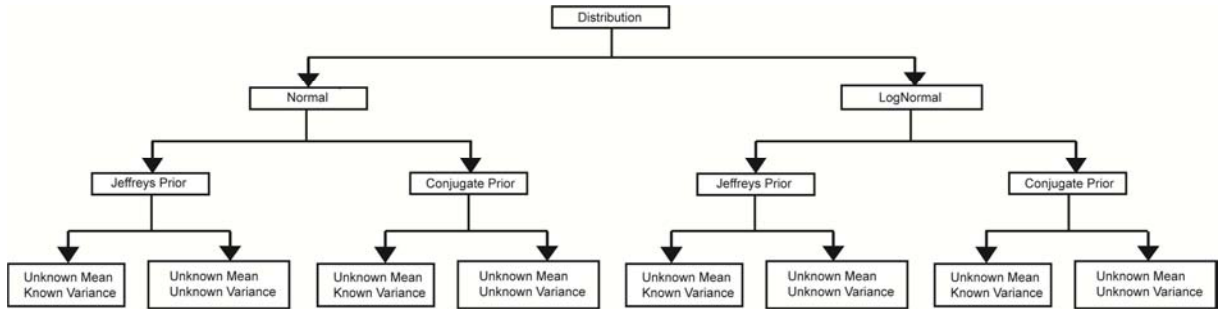 Distribution
Normal
LogNormal
Jeffreys Prior
Conjugate Prior
Jeffreys Prior
Conjugate Prior
Unknown Mean
Known Variance
Unknown Mean
Unknown Variance
Unknown Mean
Known Variance
Unknown Mean
Unknown Variance
Unknown Mean
Known Variance
Unknown Mean
Unknown Variance
Unknown Mean
Known Variance
Unknown Mean
Unknown Variance